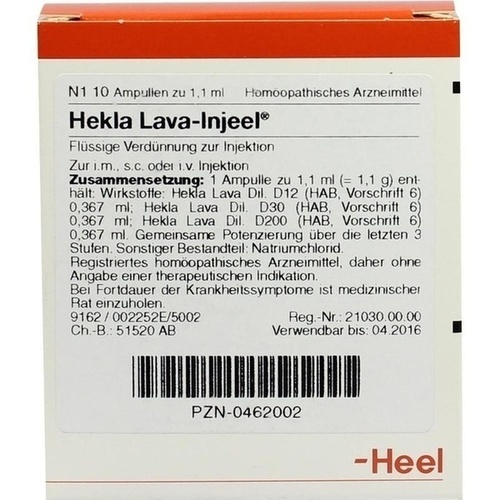 N1 10 Ampullen zu 1,1 ml Homöopathisches Arzneimittel
Hekla Lava-Injeel®
Flüssige Verdünnung zur Injektion
Zur i.m., s.c. oder i.v. Injektion
Zusammensetzung: 1 Ampulle zu 1,1 ml (= 1,1 g) ent-
hält: Wirkstoffe: Hekla Lava Dil. D12 (HAB, Vorschrift 6)
0,367 ml; Hekla Lava Dil. D30 (HAB, Vorschrift 6)
0,367 ml; Hekla Lava Dil. D200 (HAB, Vorschrift 6)
0,367 ml. Gemeinsame Potenzierung über die letzten 3
Stufen. Sonstiger Bestandteil: Natriumchlorid.
Registriertes homöopathisches Arzneimittel, daher ohne
Angabe einer therapeutischen Indikation.
Bei Fortdauer der Krankheitssymptome ist medizinischer
Rat einzuholen.
9162 / 002252E/5002 Reg.-Nr.: 21030.00.00
Ch.-B.: 51520 AB Verwendbar bis: 04.2016
PZN-0462002
-Heel